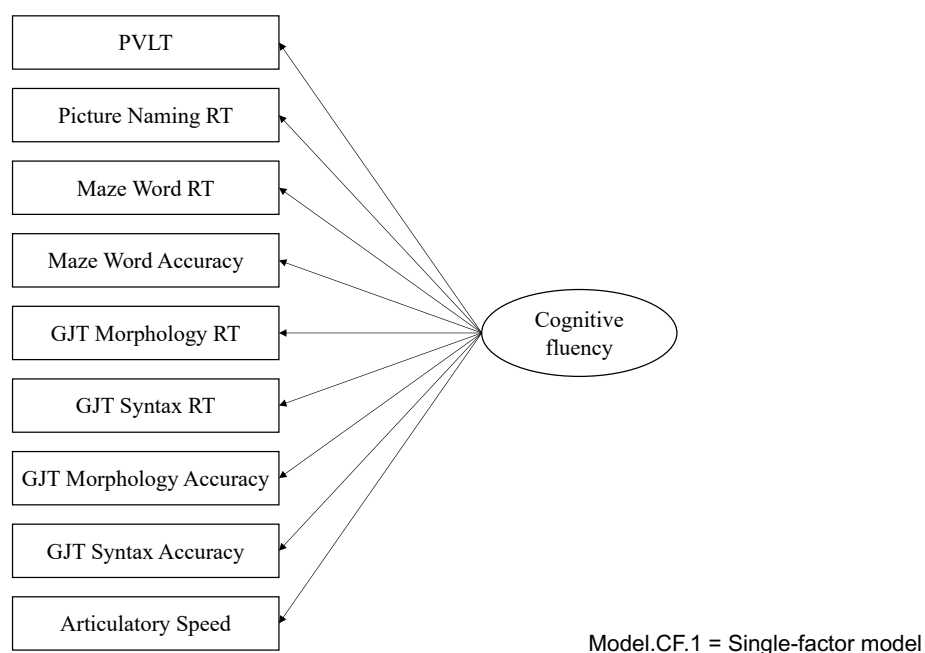 PVLT
Picture Naming RT
Maze Word RT
Maze Word Accuracy
GJT Morphology RT
GJT Syntax RT
GJT Morphology Accuracy
GJT Syntax Accuracy
Articulatory Speed
Cognitive
fluency
Model.CF.1 = Single-factor model